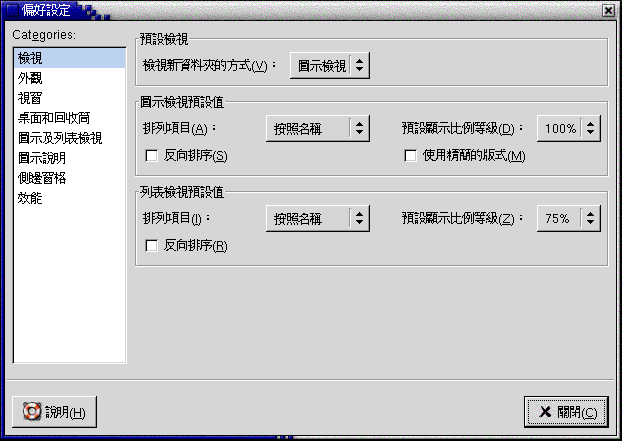 偏好設定
Categories:
檢視
外觀
視窗
桌面和回收筒
圖示及列表檢視
圖示說明
側邊窗格
效能
預設檢視
檢視新資料夾的方式(V)： 圖示檢視
圖示檢視預設值
排列項目(A)： 按照名稱 預設顯示比例等級(D)： 100%
反向排序(S) 使用精簡的版式(M)
列表檢視預設值
排列項目(I)： 按照名稱 預設顯示比例等級(Z)： 75%
反向排序(R)
說明(H) 關閉(C)